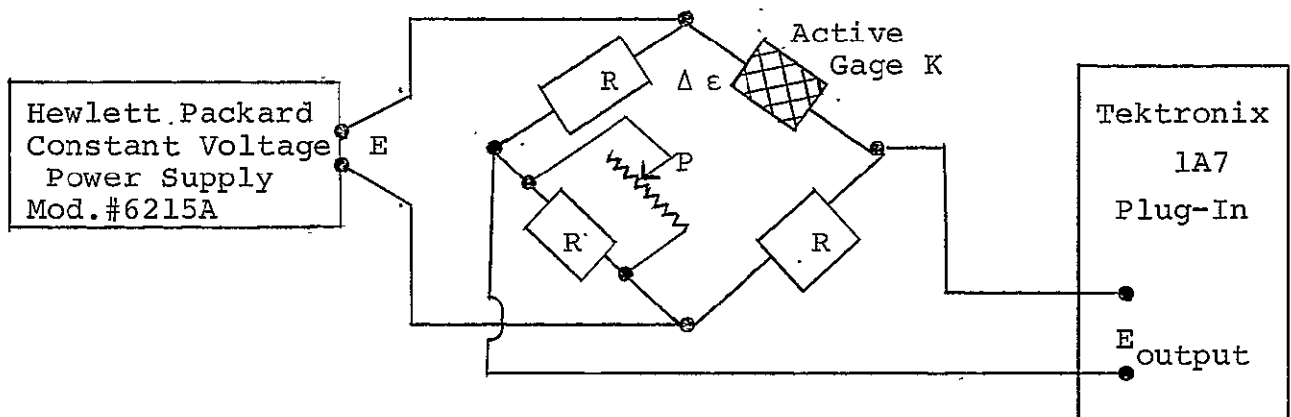 Hewlett Packard
Constant Voltage
Power Supply
Mod.#6215A
E
R
Δ ε
Active
Gage K
P
R
R
Tektronix
1A7
Plug-In
E output